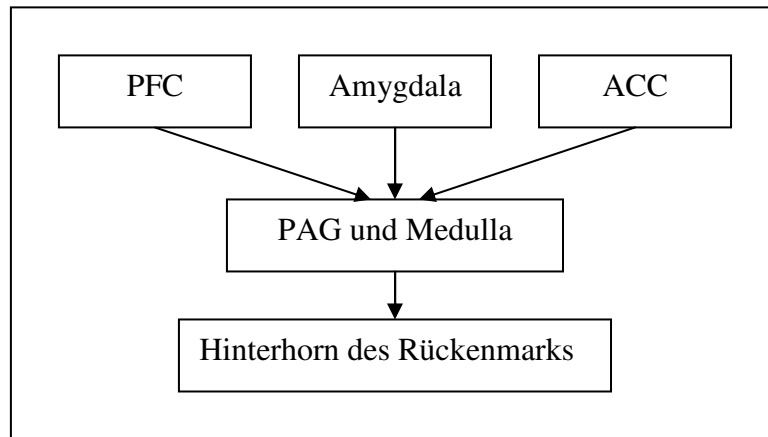 PFC
Amygdala
ACC
PAG und Medulla
Hinterhorn des Rückenmarks